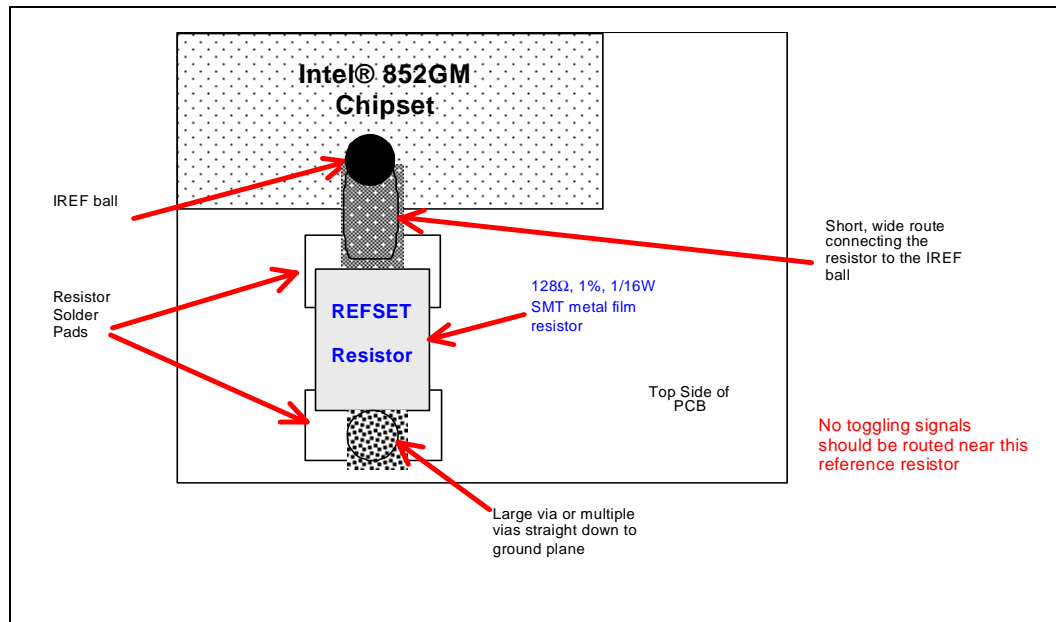 Intel® 852GM
Chipset
IREF ball
Short, wide route
connecting the
resistor to the IREF
ball
Resistor
Solder
Pads
128Ω, 1%, 1/16W
SMT metal film
resistor
REFSET
Resistor
Top Side of
PCB
No toggling signals
should be routed near this
reference resistor
Large via or multiple
vias straight down to
ground plane